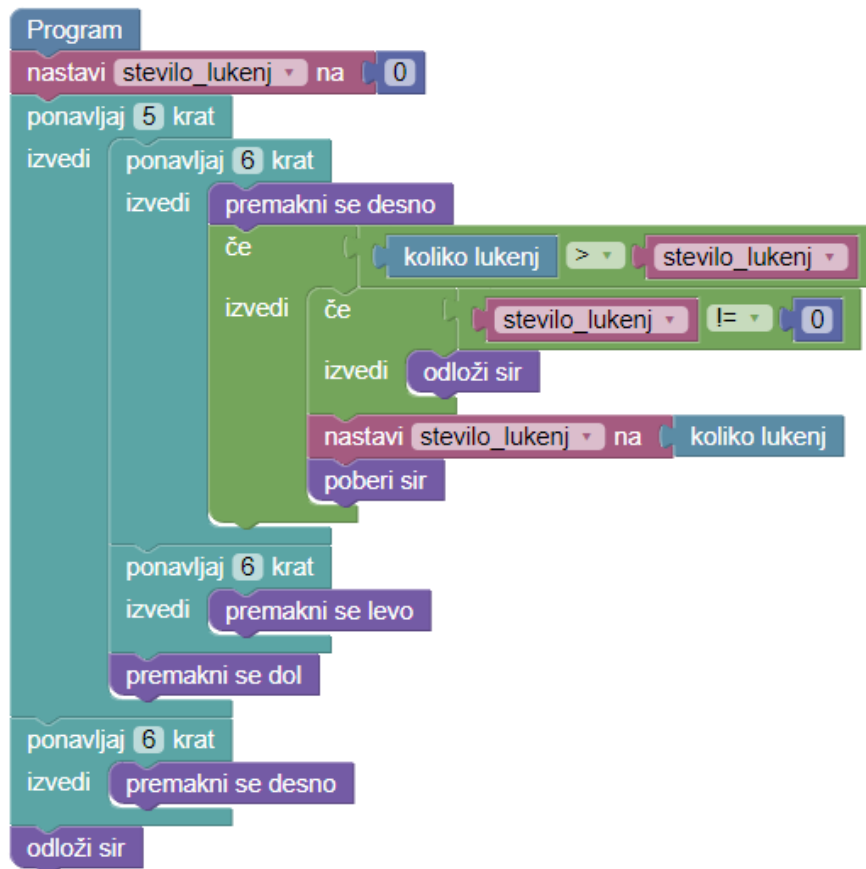 Program
nastavi stevilo_lukenj na 0
ponavljaj 5 krat
izvedi ponavljaj 6 krat
izvedi premakni se desno
če koliko lukenj > stevilo_lukenj
izvedi če stevilo_lukenj != 0
izvedi odloži sir
nastavi stevilo_lukenj na koliko lukenj
poberi sir
ponavljaj 6 krat
izvedi premakni se levo
premakni se dol
ponavljaj 6 krat
izvedi premakni se desno
odloži sir